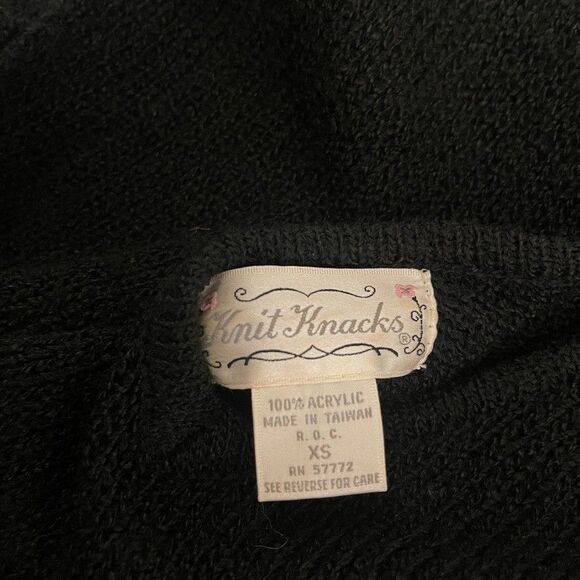 Knit Knacks®
100% ACRYLIC
MADE IN TAIWAN
R. O. C.
XS
RN 57772
SEE REVERSE FOR CARE